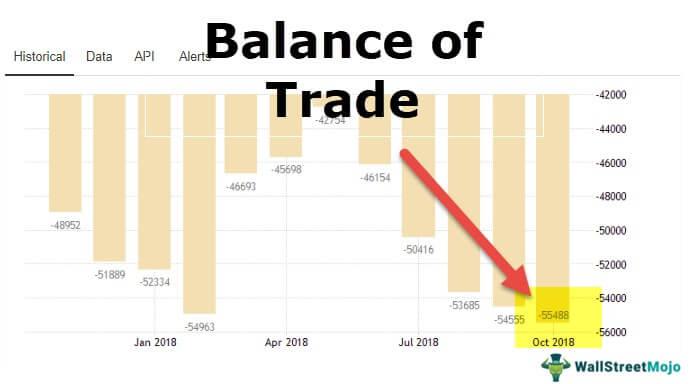 Balance of
Trade
Historical
Data
API
Alerts
42000
-44000
-46000
-48000
-50000
-52000
-54000
-56000
-48952
-51889
-52334
-54963
-46693
-45698
-42754
-46154
-50416
-53685
-54555
-55488
Jan 2018
Apr 2018
Jul 2018
Oct 2018
WallStreetMojo